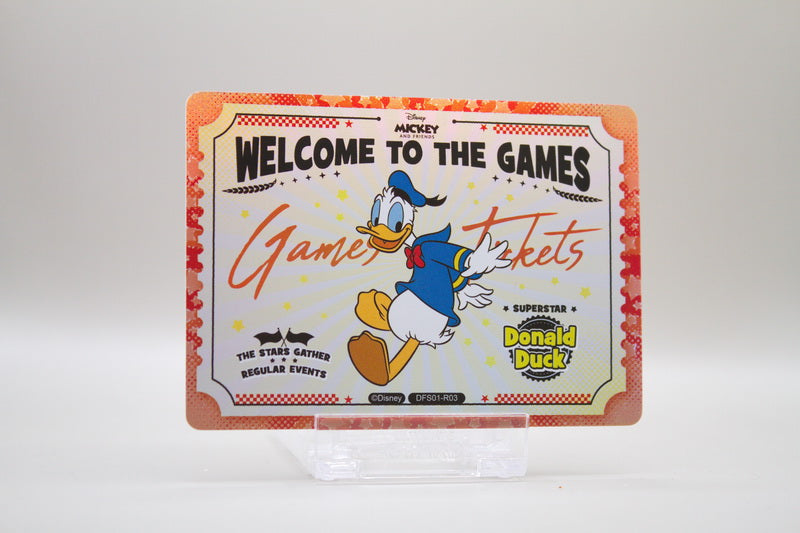 Disney
MICKEY
AND FRIENDS
WELCOME TO THE GAMES
Games Tickets
THE STARS GATHER
REGULAR EVENTS
SUPERSTAR
Donald
Duck
©Disney DFS01-R03